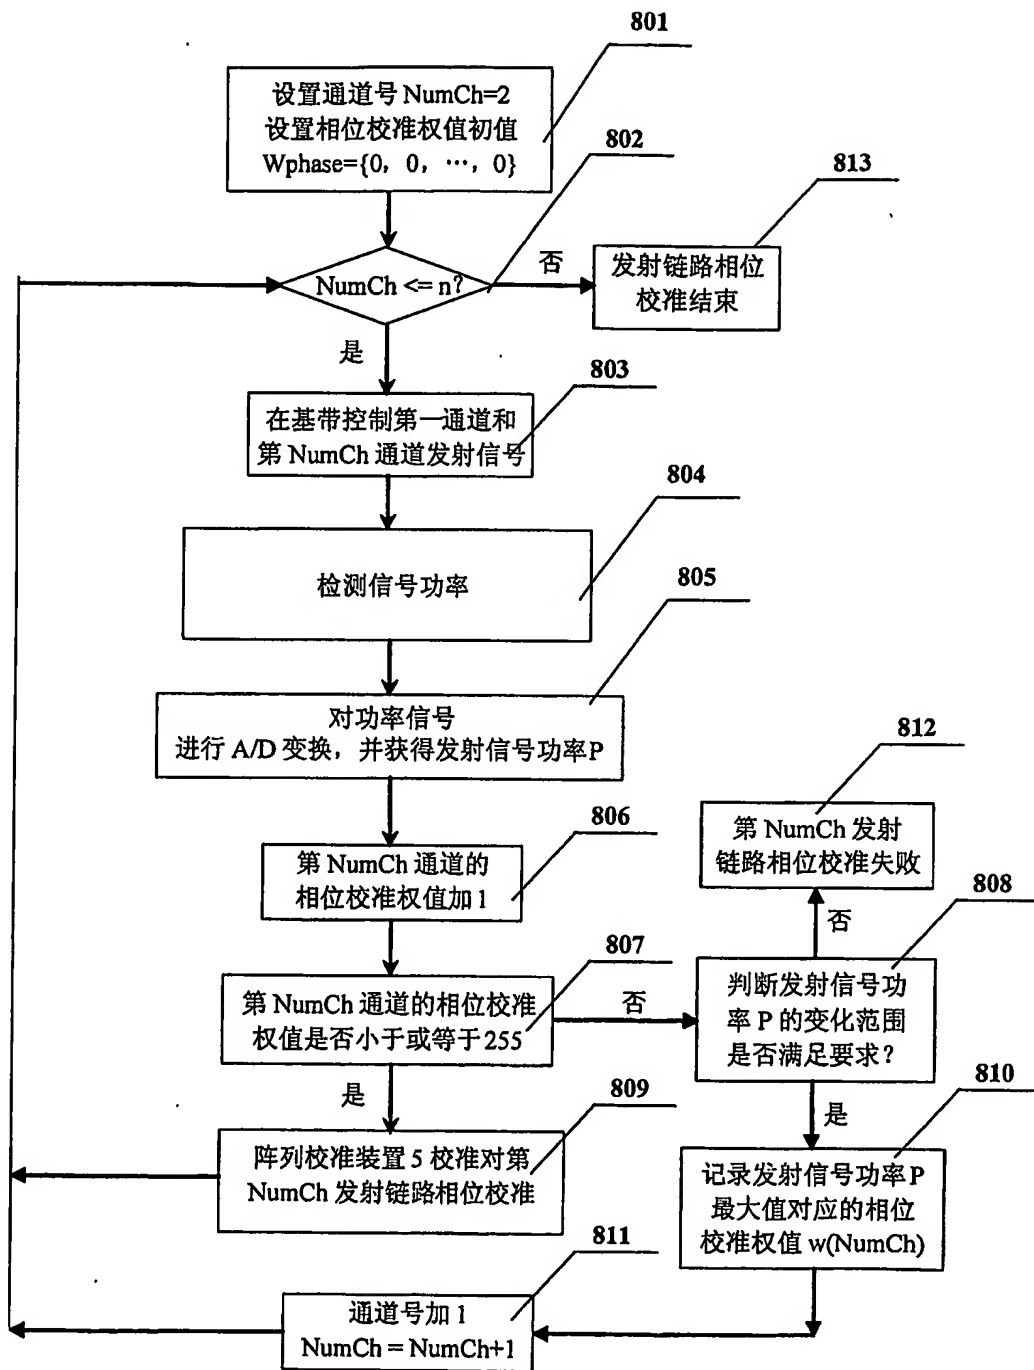 801
设置通道号 NumCh=2
设置相位校准权值初值
Wphase={0，0，…，0}
802
813
NumCh <= n?
否
发射链路相位
校准结束
是
803
在基带控制第一通道和
第 NumCh 通道发射信号
804
检测信号功率
805
对功率信号
进行 A/D 变换，并获得发射信号功率P
812
第 NumCh 发射
链路相位校准失败
806
第 NumCh 通道的
相位校准权值加 1
808
否
807
第 NumCh 通道的相位校准
权值是否小于或等于 255
否
判断发射信号功
率 P 的变化范围
是否满足要求？
810
是
是
809
阵列校准装置 5 校准对第
NumCh 发射链路相位校准
记录发射信号功率 P
最大值对应的相位
校准权值 w(NumCh)
811
通道号加 1
NumCh = NumCh+1